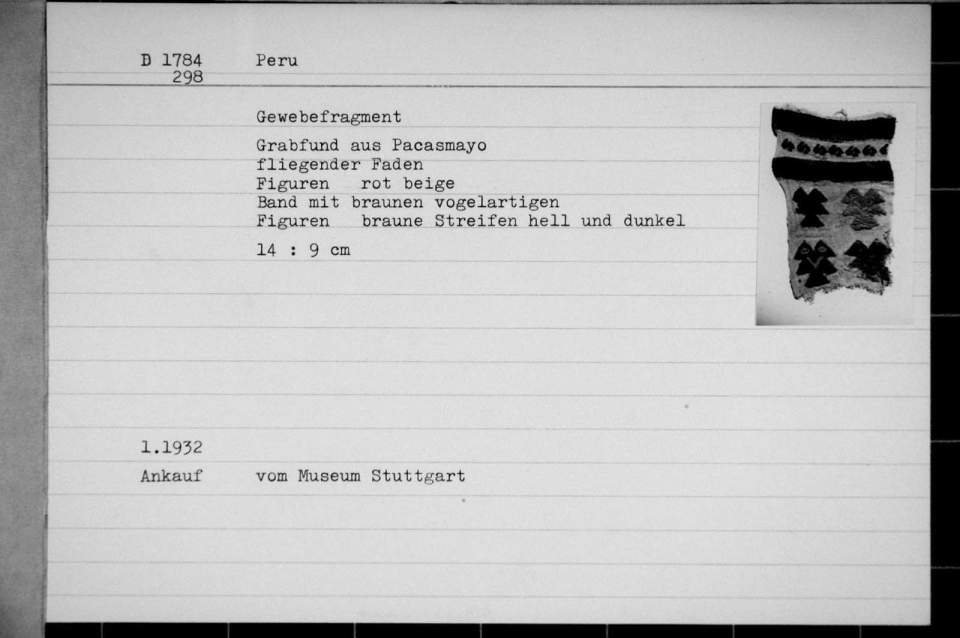 D 1784 Peru
298
Gewebefragment
Grabfund aus Pacasmayo
fliegender Faden
Figuren rot beige
Band mit braunen vogelartigen
Figuren braune Streifen hell und dunkel
14 : 9 cm
1.1932
Ankauf vom Museum Stuttgart